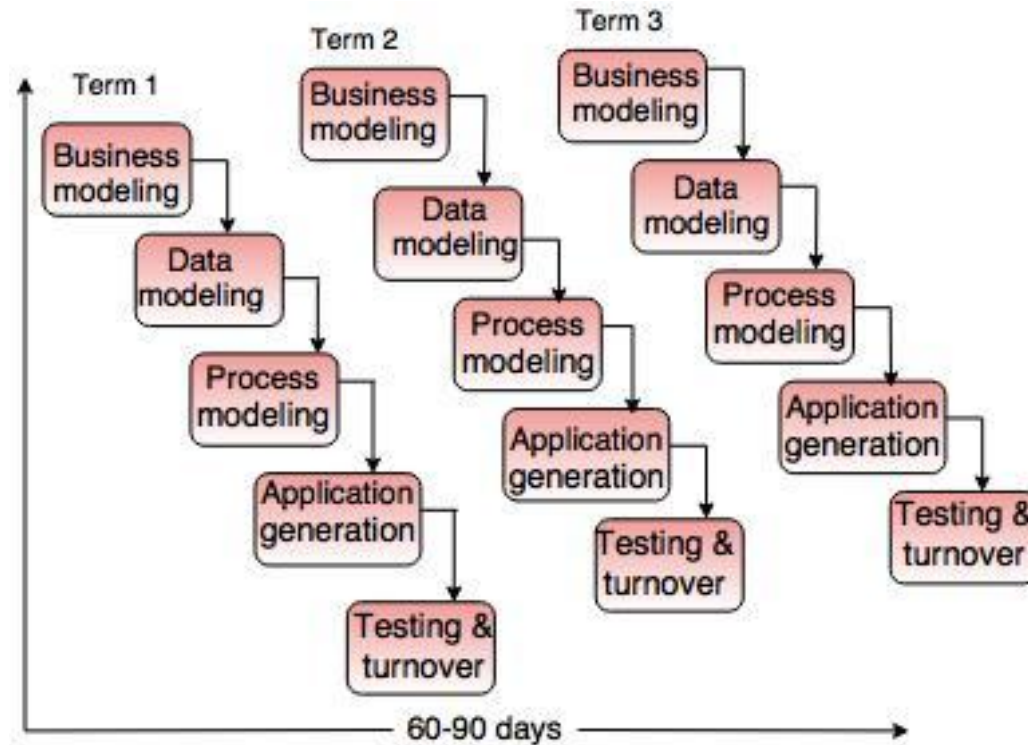 Term 1
Business
modeling
Data
modeling
Process
modeling
Application
generation
Testing &
turnover
Term 2
Business
modeling
Data
modeling
Process
modeling
Application
generation
Testing &
turnover
Term 3
Business
modeling
Data
modeling
Process
modeling
Application
generation
Testing &
turnover
60-90 days